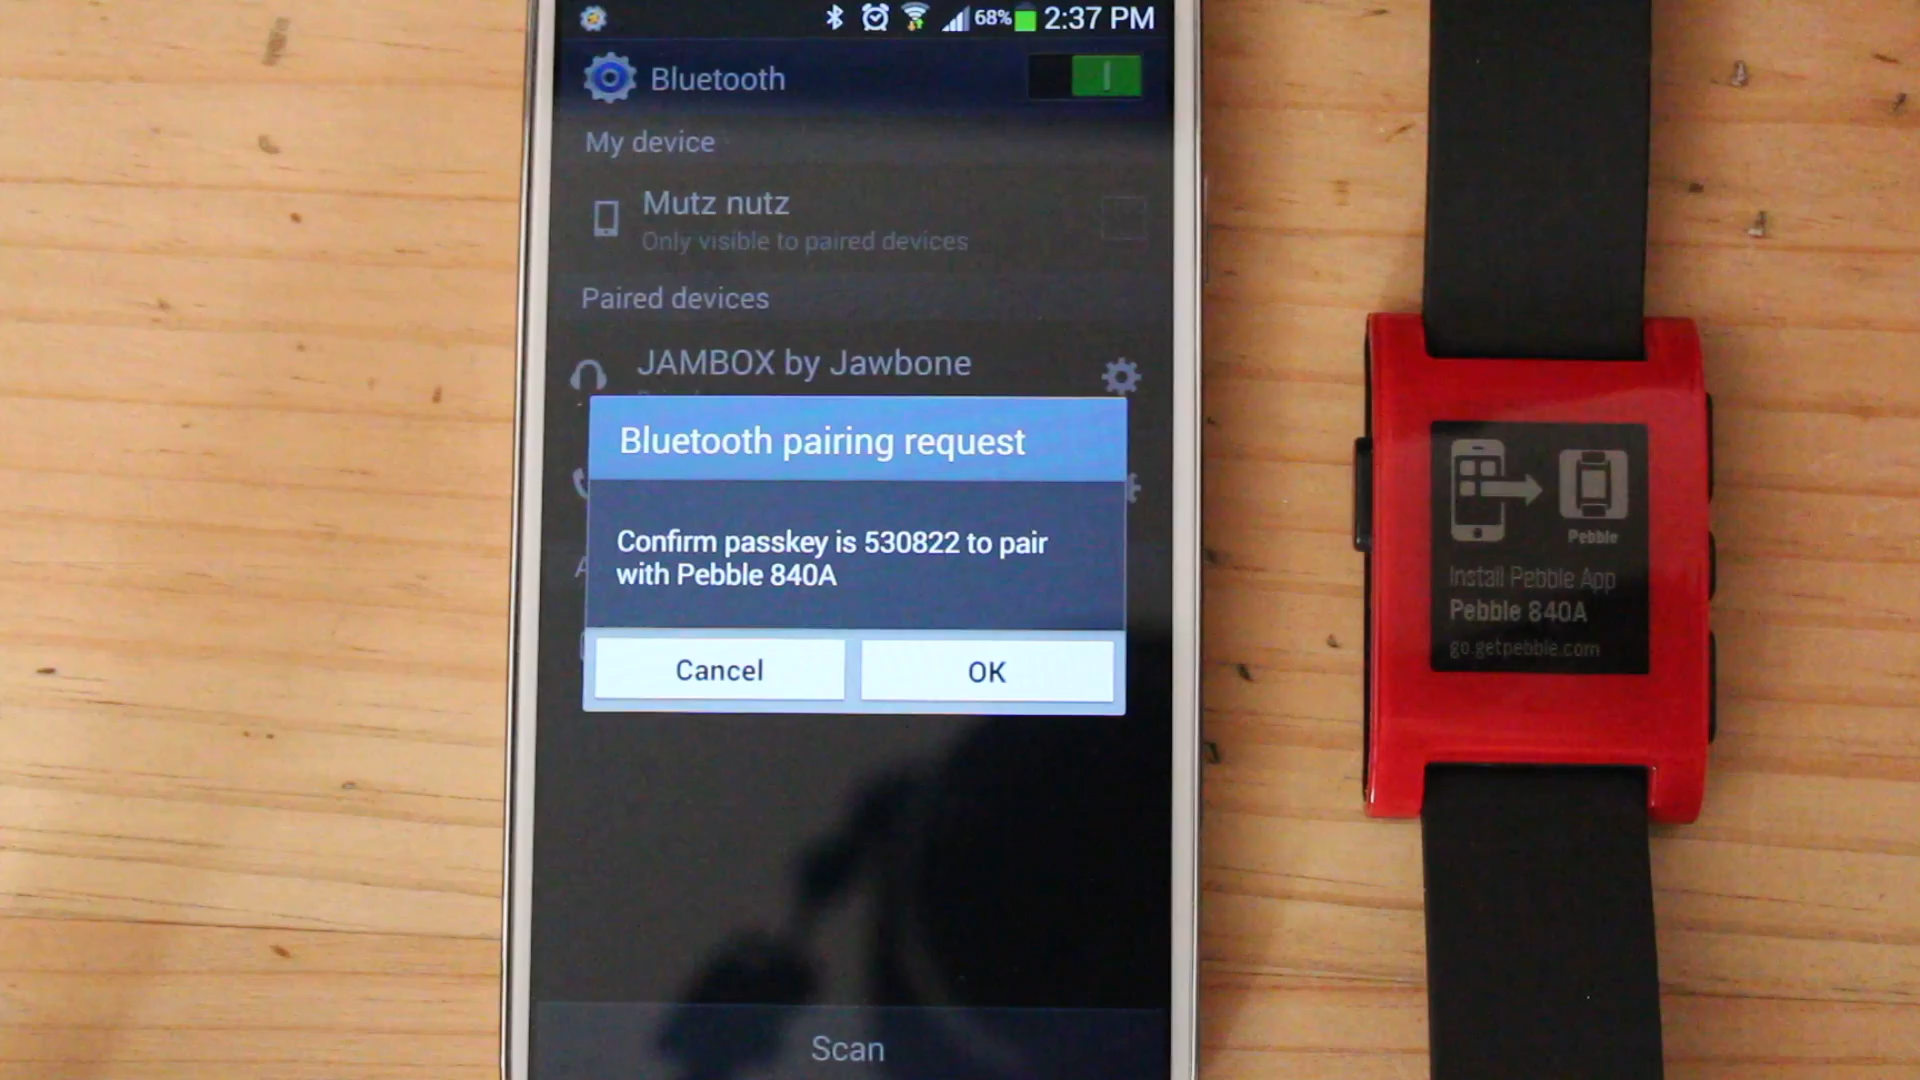 68% 2:37 PM
Bluetooth
My device
Mutz nutz
Only visible to paired devices
Paired devices
JAMBOX by Jawbone
Bluetooth pairing request
Confirm passkey is 530822 to pair
with Pebble 840A
Cancel OK
Scan
Pebble
Install Pebble App
Pebble 840A
go.getpebble.com